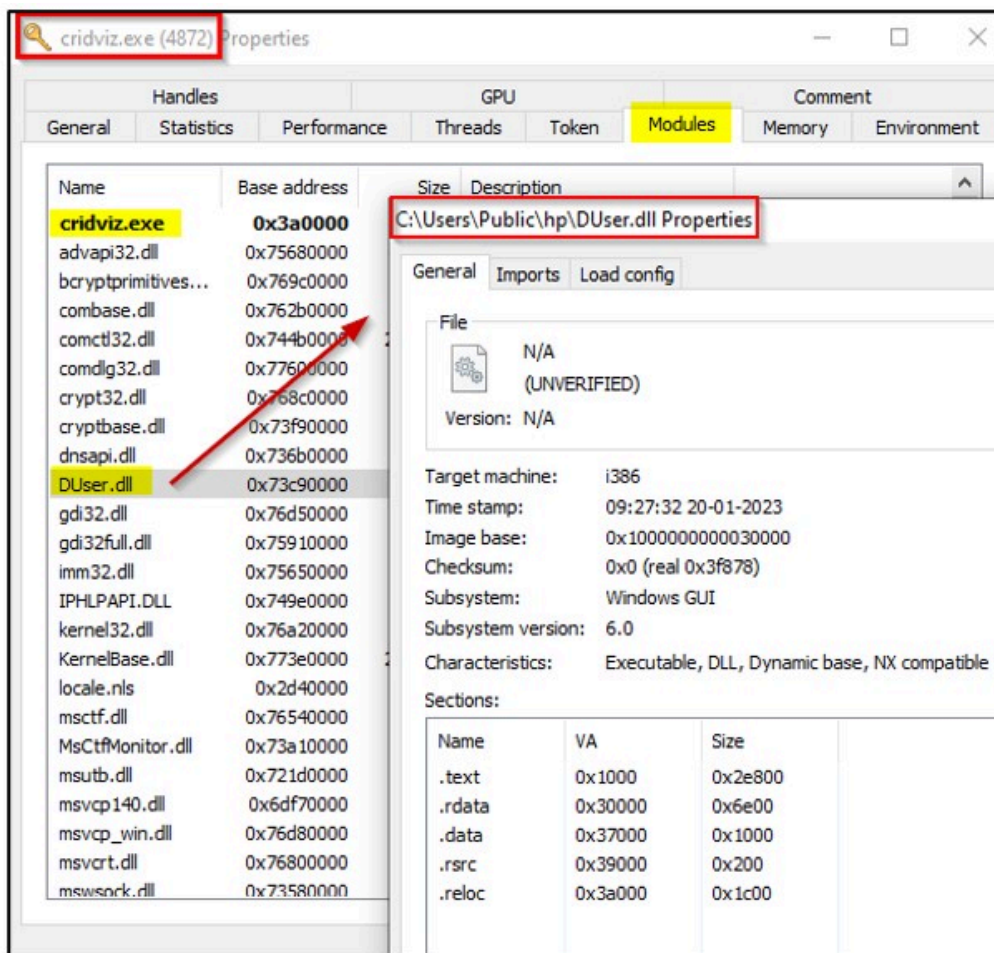 cridviz.exe (4872) Properties
Handles GPU Comment
General Statistics Performance Threads Token Modules Memory Environment
Name Base address Size Description
cridviz.exe 0x3a0000
advapi32.dll 0x75680000
bcryptprimitives... 0x769c0000
combase.dll 0x762b0000
comctl32.dll 0x744b0000
comdlg32.dll 0x77600000
crypt32.dll 0x768c0000
cryptbase.dll 0x73f90000
dnsapi.dll 0x736b0000
DUser.dll 0x73c90000
gdi32.dll 0x76d50000
gdi32full.dll 0x75910000
imm32.dll 0x75650000
IPHLPAPI.DLL 0x749e0000
kernel32.dll 0x76a20000
KernelBase.dll 0x773e0000
locale.nls 0x2d40000
msctf.dll 0x76540000
MsCtfMonitor.dll 0x73a10000
msutb.dll 0x721d0000
msvcp140.dll 0x6df70000
msvcp_win.dll 0x76d80000
msvcrt.dll 0x76800000
mswsock.dll 0x73580000
C:\Users\Public\hp\DUser.dll Properties
General Imports Load config
File
N/A
(UNVERIFIED)
Version: N/A
Target machine: i386
Time stamp: 09:27:32 20-01-2023
Image base: 0x1000000000030000
Checksum: 0x0 (real 0x3f878)
Subsystem: Windows GUI
Subsystem version: 6.0
Characteristics: Executable, DLL, Dynamic base, NX compatible
Sections:
Name VA Size
.text 0x1000 0x2e800
.rdata 0x30000 0x6e00
.data 0x37000 0x1000
.rsrc 0x39000 0x200
.reloc 0x3a000 0x1c00